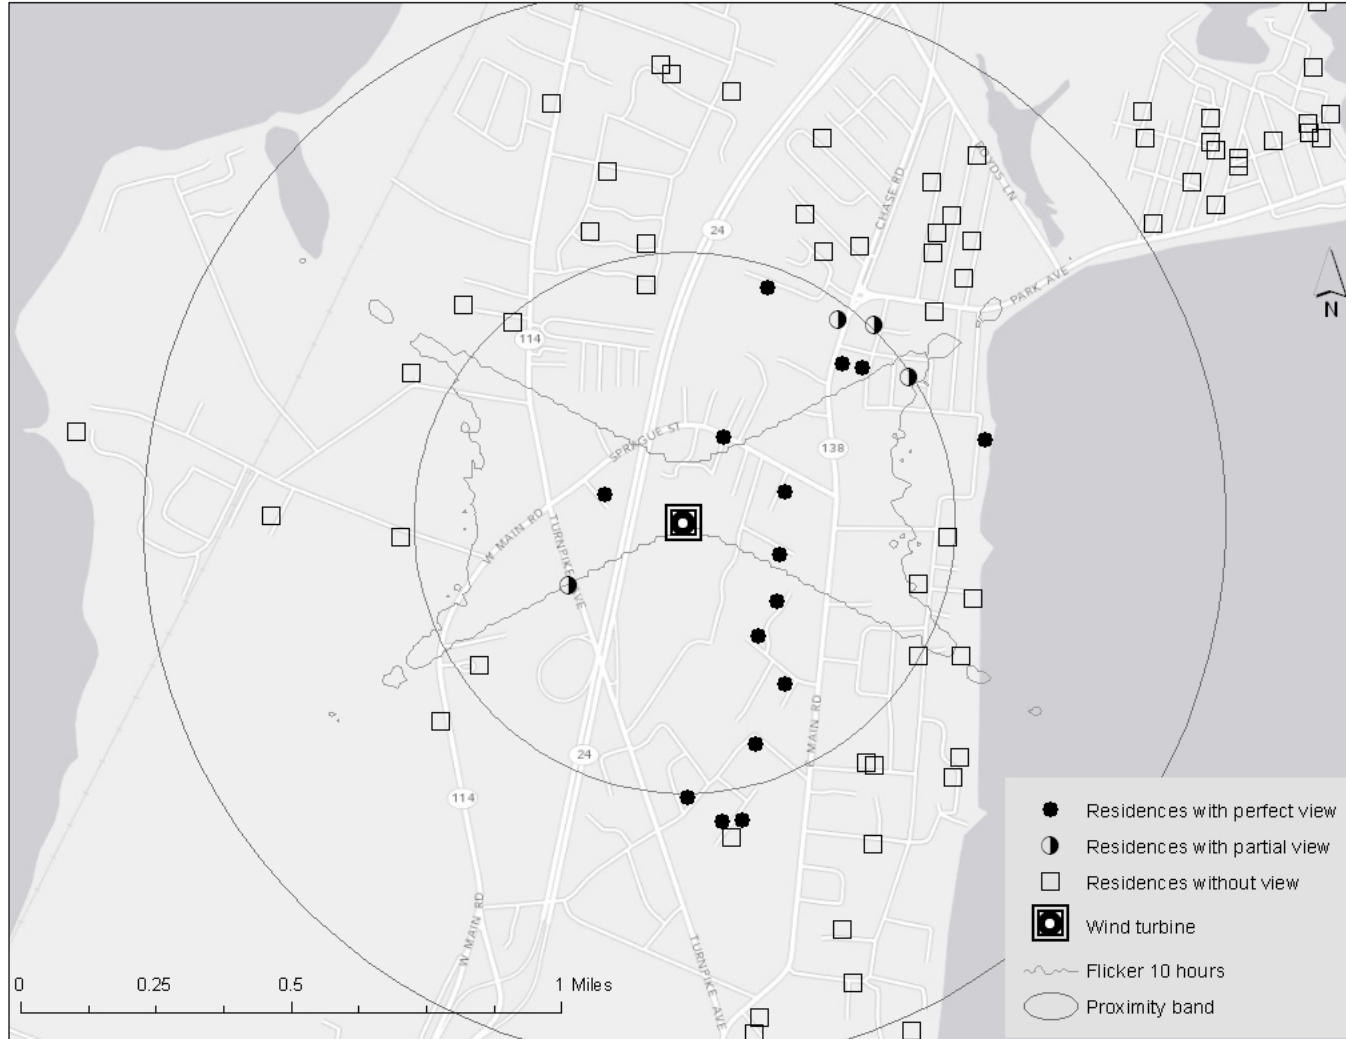 24
CHASE RD
BOYDS LN
PARK AVE
N
114
SPRAGUE ST
138
W MAIN RD
TURNPIKE AVE
E MAIN RD
24
114
Residences with perfect view
Residences with partial view
Residences without view
Wind turbine
Flicker 10 hours
Proximity band
W MAIN RD
TURNPIKE AVE
0 0.25 0.5 1 Miles